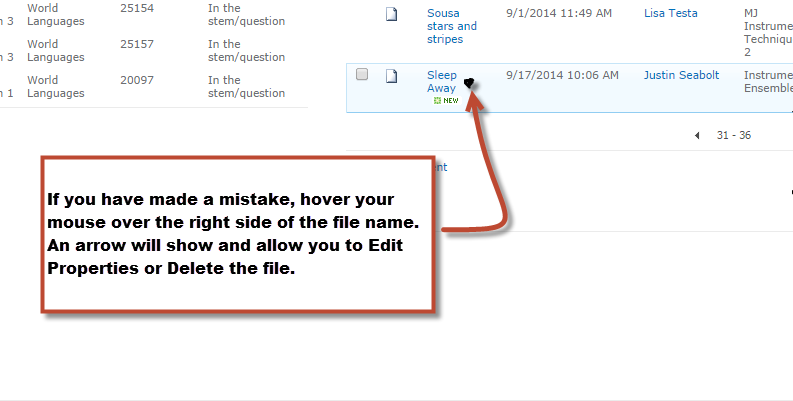 World 25154 In the
n 3 Languages stem/question
World 25157 In the
n 3 Languages stem/question
World 20097 In the
n 1 Languages stem/question
Sousa 9/1/2014 11:49 AM Lisa Testa MJ
stars and Instrume
stripes Techniqu
2
Sleep 9/17/2014 10:06 AM Justin Seabolt Instrume
Away Ensemble
NEW
31 - 36
ent
If you have made a mistake, hover your
mouse over the right side of the file name.
An arrow will show and allow you to Edit
Properties or Delete the file.